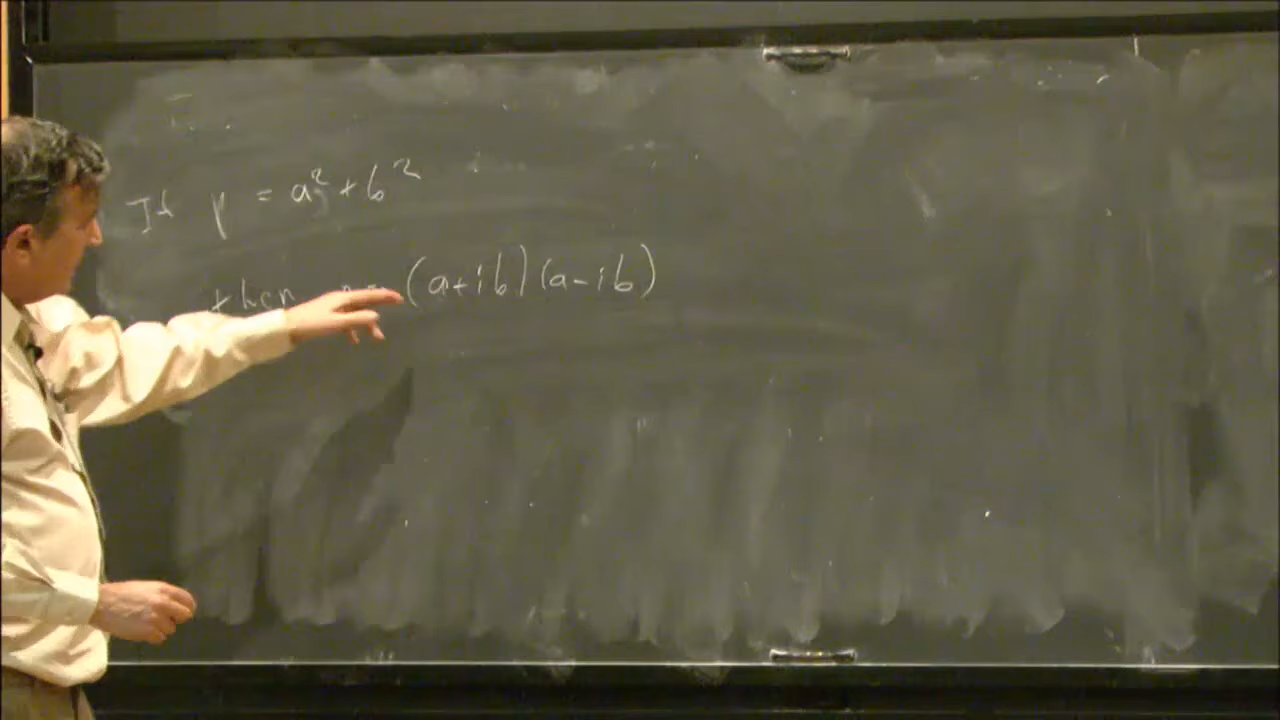 If p = a² + b²
then p = (a+ib)(a-ib)